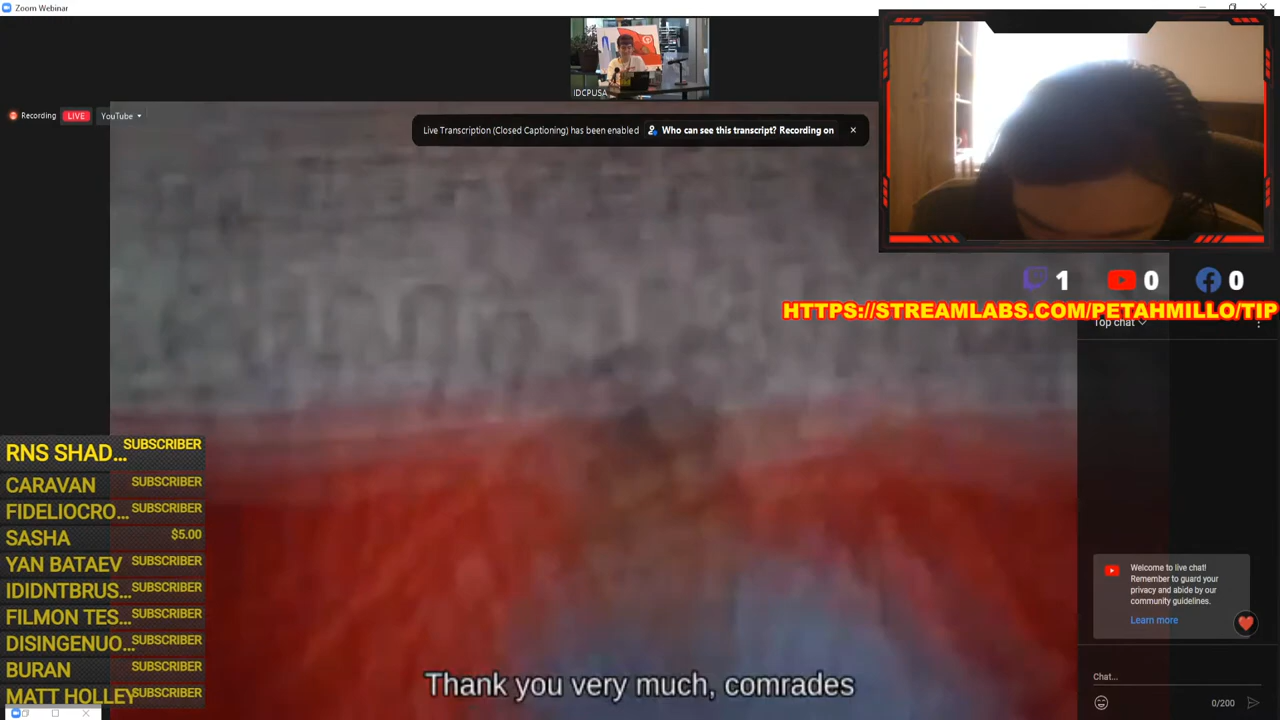 Zoom Webinar
IDCPUSA
Recording LIVE YouTube
Live Transcription (Closed Captioning) has been enabled Who can see this transcript? Recording on
1 0 0
HTTPS://STREAMLABS.COM/PETAHMILLO/TIP
Top chat
RNS SHAD... SUBSCRIBER
CARAVAN SUBSCRIBER
FIDELIOCRO... SUBSCRIBER
SASHA $5.00
YAN BATAEV SUBSCRIBER
IDIDNTBRUS... SUBSCRIBER
FILMON TES... SUBSCRIBER
DISINGENUO... SUBSCRIBER
BURAN SUBSCRIBER
MATT HOLLEY SUBSCRIBER
Welcome to live chat!
Remember to guard your
privacy and abide by our
community guidelines.
Learn more
Thank you very much, comrades
Chat...
0/200